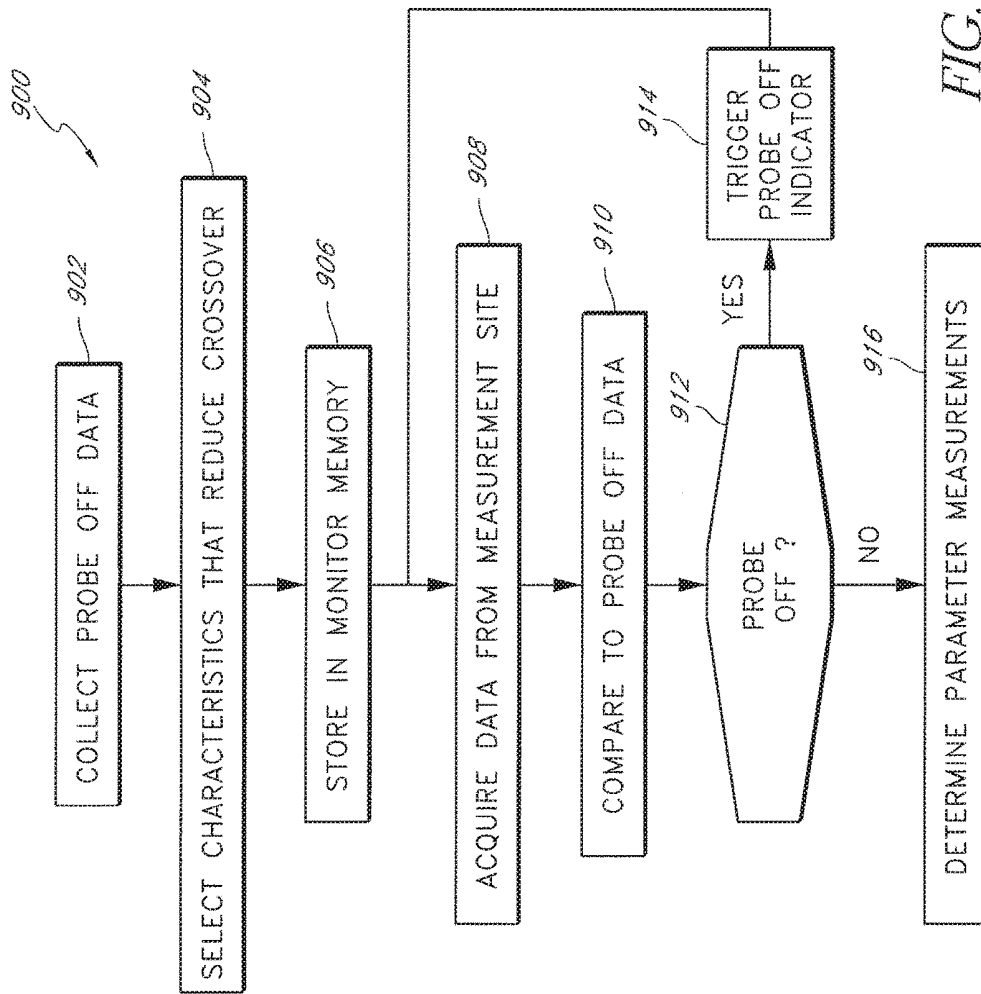 900
902
COLLECT PROBE OFF DATA
904
SELECT CHARACTERISTICS THAT REDUCE CROSSOVER
906
STORE IN MONITOR MEMORY
908
ACQUIRE DATA FROM MEASUREMENT SITE
910
COMPARE TO PROBE OFF DATA
912
PROBE
OFF ?
YES
914
TRIGGER
PROBE OFF
INDICATOR
NO
916
DETERMINE PARAMETER MEASUREMENTS
FIG.